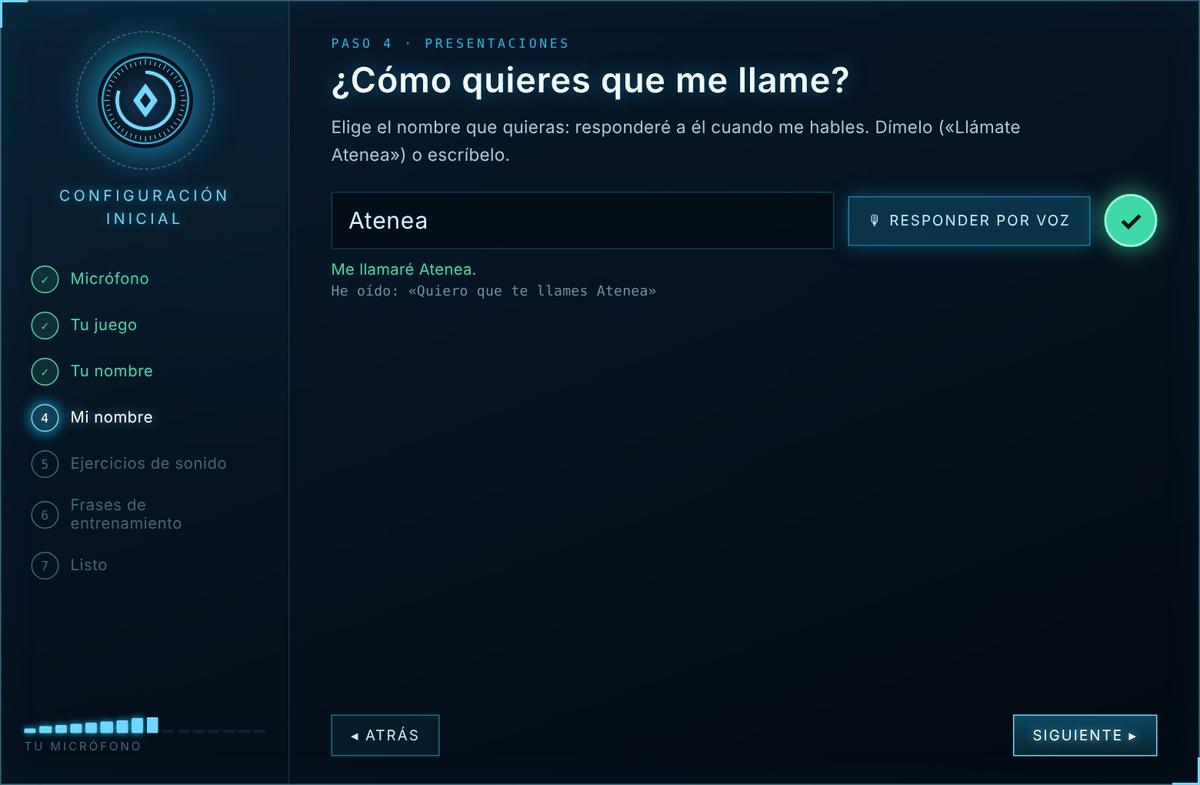 CONFIGURACIÓN
INICIAL
✓ Micrófono
✓ Tu juego
✓ Tu nombre
4 Mi nombre
5 Ejercicios de sonido
6 Frases de
entrenamiento
7 Listo
TU MICRÓFONO
PASO 4 · PRESENTACIONES
¿Cómo quieres que me llame?
Elige el nombre que quieras: responderé a él cuando me hables. Dímelo («Llámate
Atenea») o escríbelo.
Atenea
RESPONDER POR VOZ
Me llamaré Atenea.
He oído: «Quiero que te llames Atenea»
◂ ATRÁS
SIGUIENTE ▸